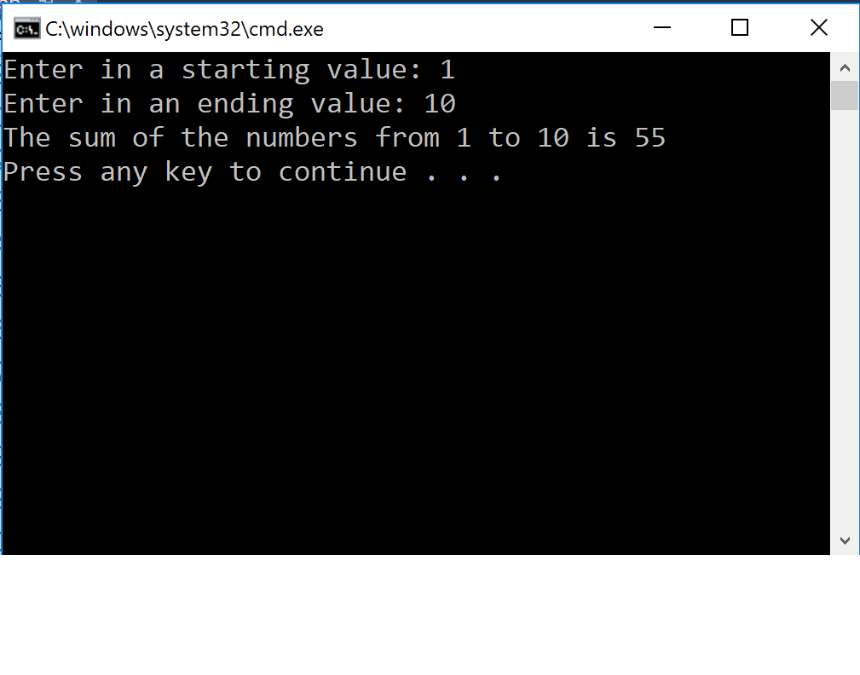 C:\windows\system32\cmd.exe
Enter in a starting value: 1
Enter in an ending value: 10
The sum of the numbers from 1 to 10 is 55
Press any key to continue . . .